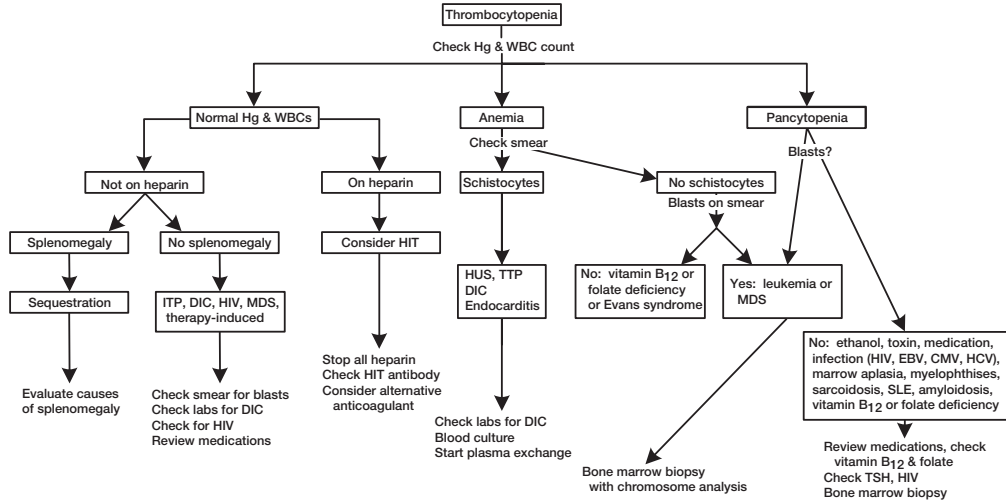 Thrombocytopenia
Check Hg & WBC count
Normal Hg & WBCs
Anemia
Pancytopenia
Check smear
Blasts?
Not on heparin
On heparin
Schistocytes
No schistocytes
Blasts on smear
Splenomegaly
No splenomegaly
Consider HIT
HUS, TTP
DIC
Endocarditis
No: vitamin B12 or
folate deficiency
or Evans syndrome
Yes: leukemia or
MDS
Sequestration
ITP, DIC, HIV, MDS,
therapy-induced
No: ethanol, toxin, medication,
infection (HIV, EBV, CMV, HCV),
marrow aplasia, myelophthises,
sarcoidosis, SLE, amyloidosis,
vitamin B12 or folate deficiency
Stop all heparin
Check HIT antibody
Consider alternative
anticoagulant
Evaluate causes
of splenomegaly
Check smear for blasts
Check labs for DIC
Check for HIV
Review medications
Check labs for DIC
Blood culture
Start plasma exchange
Bone marrow biopsy
with chromosome analysis
Review medications, check
vitamin B12 & folate
Check TSH, HIV
Bone marrow biopsy